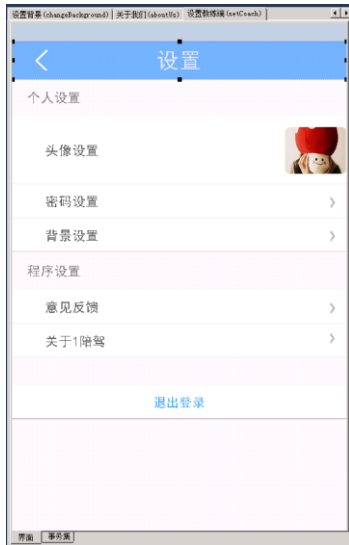 设置背景(changeBackground) 关于我们(aboutUs) 设置教练端(setCoach)
设置
个人设置
头像设置
密码设置
背景设置
程序设置
意见反馈
关于1陪驾
退出登录
界面 事务集